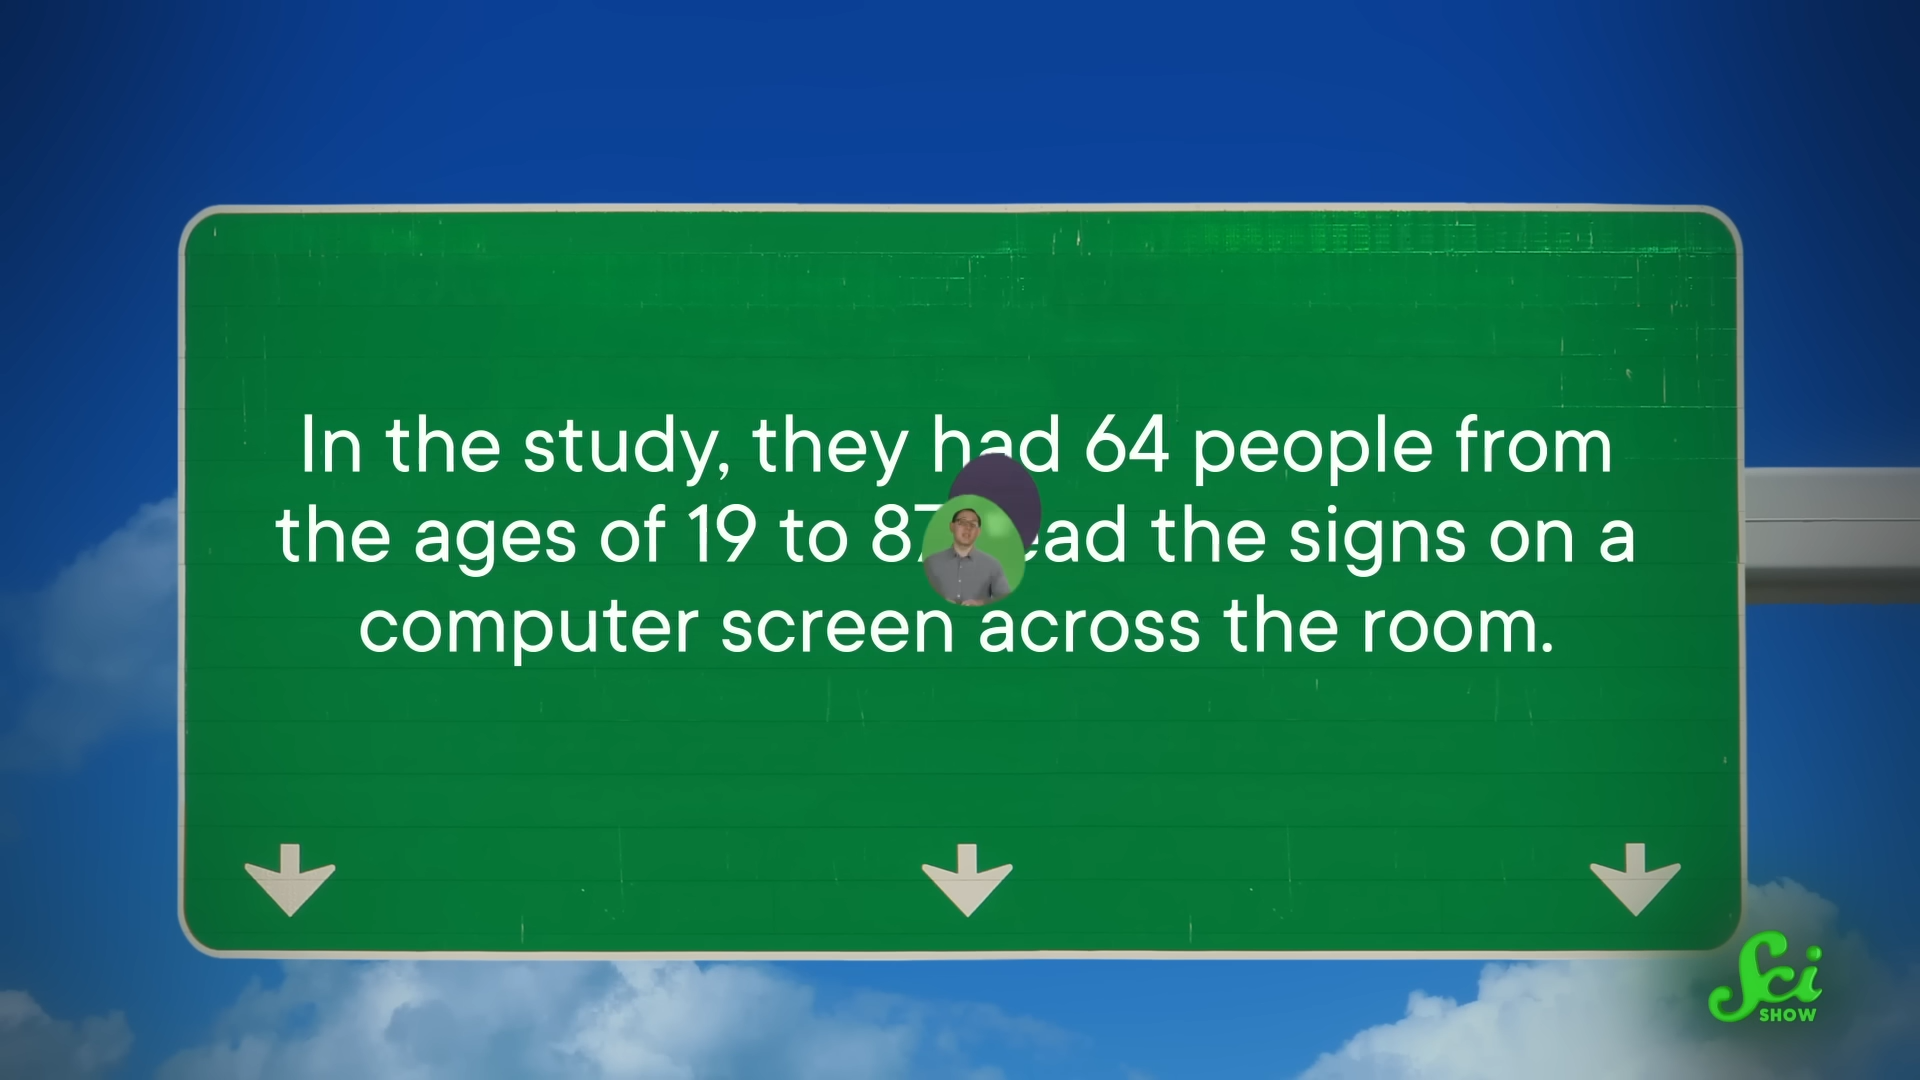 In the study, they had 64 people from
the ages of 19 to 87 read the signs on a
computer screen across the room.
Sci
SHOW